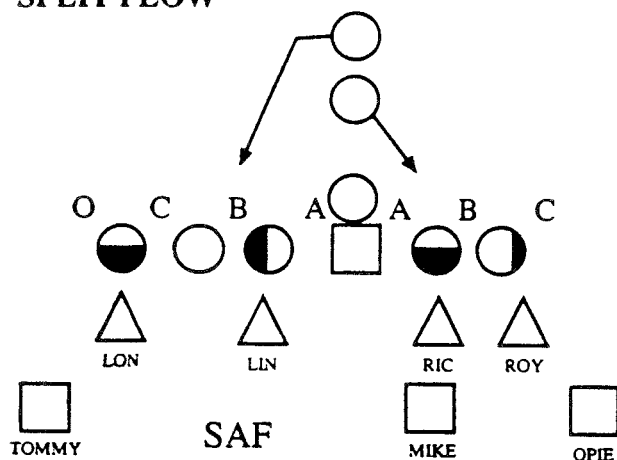 SPLIT FLOW
O C B A A B C
LON LIN RIC ROY
TOMMY SAF MIKE OPIE